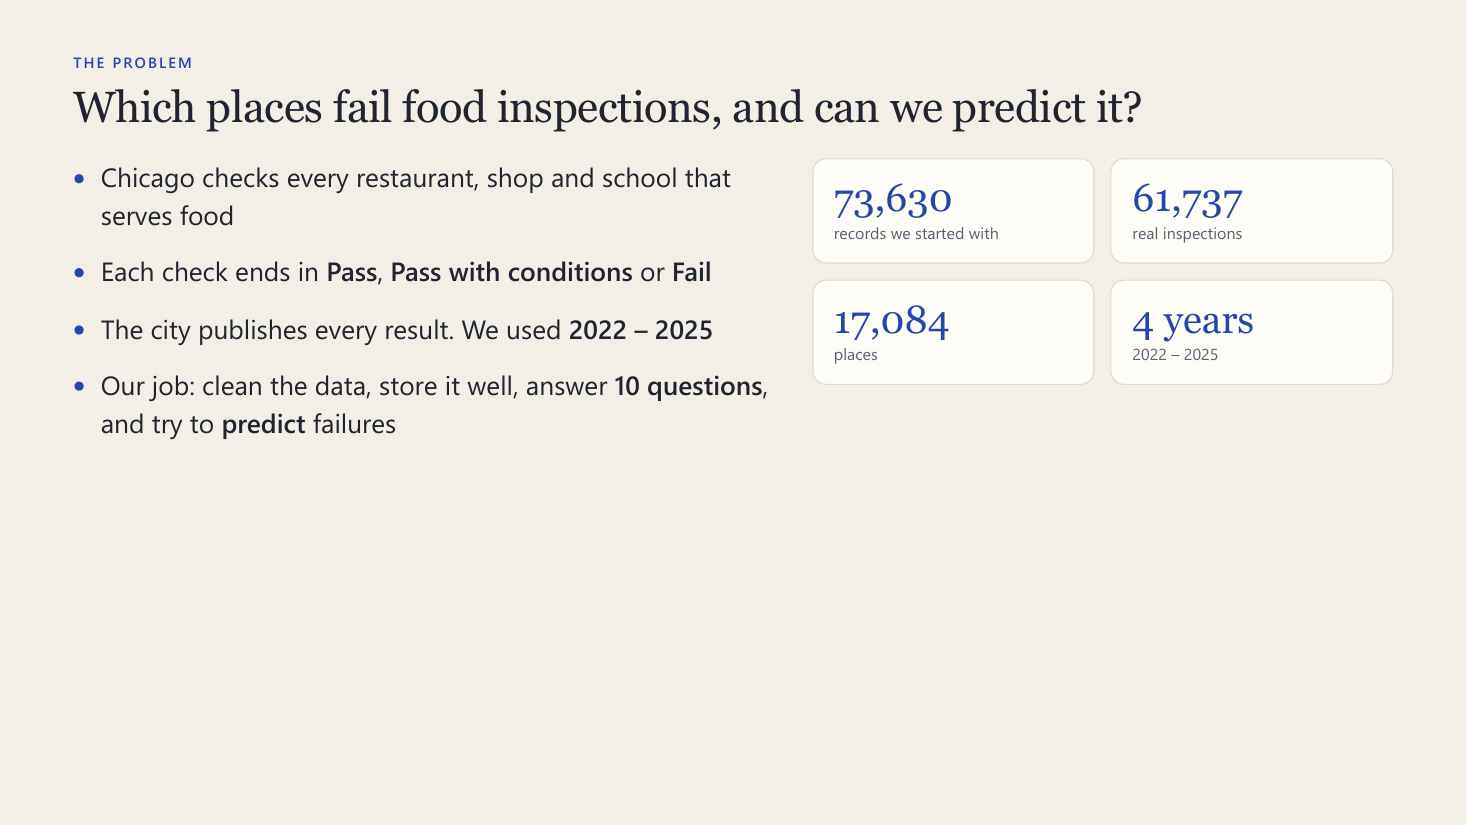 THE PROBLEM
Which places fail food inspections, and can we predict it?
• Chicago checks every restaurant, shop and school that
serves food
• Each check ends in Pass, Pass with conditions or Fail
• The city publishes every result. We used 2022 – 2025
• Our job: clean the data, store it well, answer 10 questions,
and try to predict failures
73,630
records we started with
61,737
real inspections
17,084
places
4 years
2022 – 2025